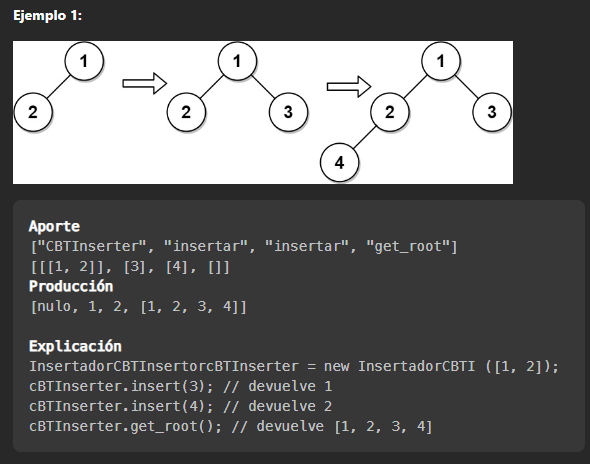 Ejemplo 1:
1 1 1
2 2 3 2 3
4
Aporte
["CBTInserter", "insertar", "insertar", "get_root"]
[[[1, 2]], [3], [4], []]
Producción
[nulo, 1, 2, [1, 2, 3, 4]]
Explicación
InsertadorCBTInsertorcBTInserter = new InsertadorCBTI ([1, 2]);
cBTInserter.insert(3); // devuelve 1
cBTInserter.insert(4); // devuelve 2
cBTInserter.get_root(); // devuelve [1, 2, 3, 4]